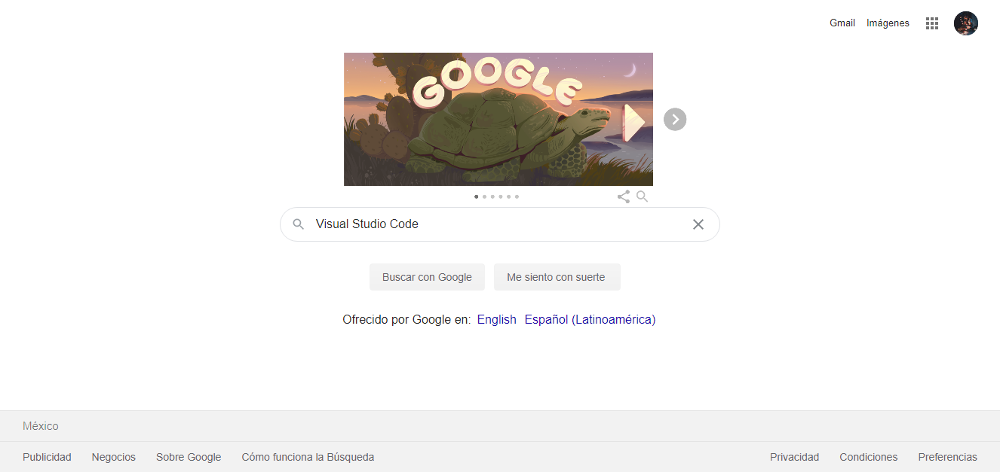 Gmail Imágenes
GOOGLE
Visual Studio Code
Buscar con Google Me siento con suerte
Ofrecido por Google en: English Español (Latinoamérica)
México
Publicidad Negocios Sobre Google Cómo funciona la Búsqueda Privacidad Condiciones Preferencias